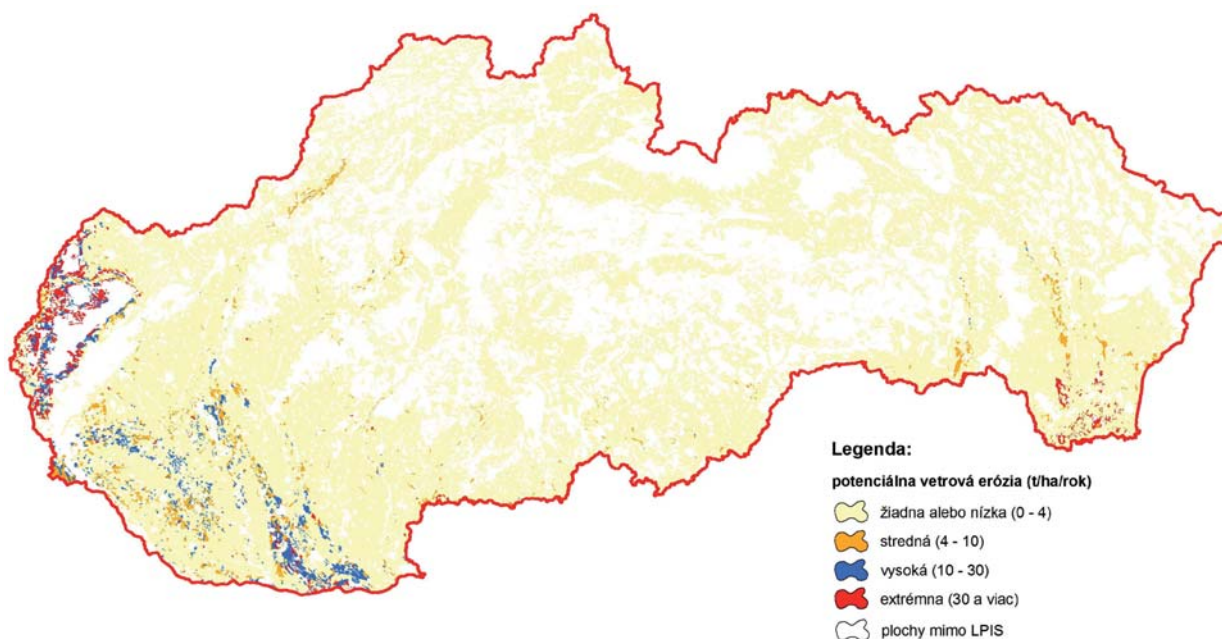 Legenda:
potenciálna vetrová erózia (t/ha/rok)
žiadna alebo nízka (0 - 4)
stredná (4 - 10)
vysoká (10 - 30)
extrémna (30 a viac)
plochy mimo LPIS